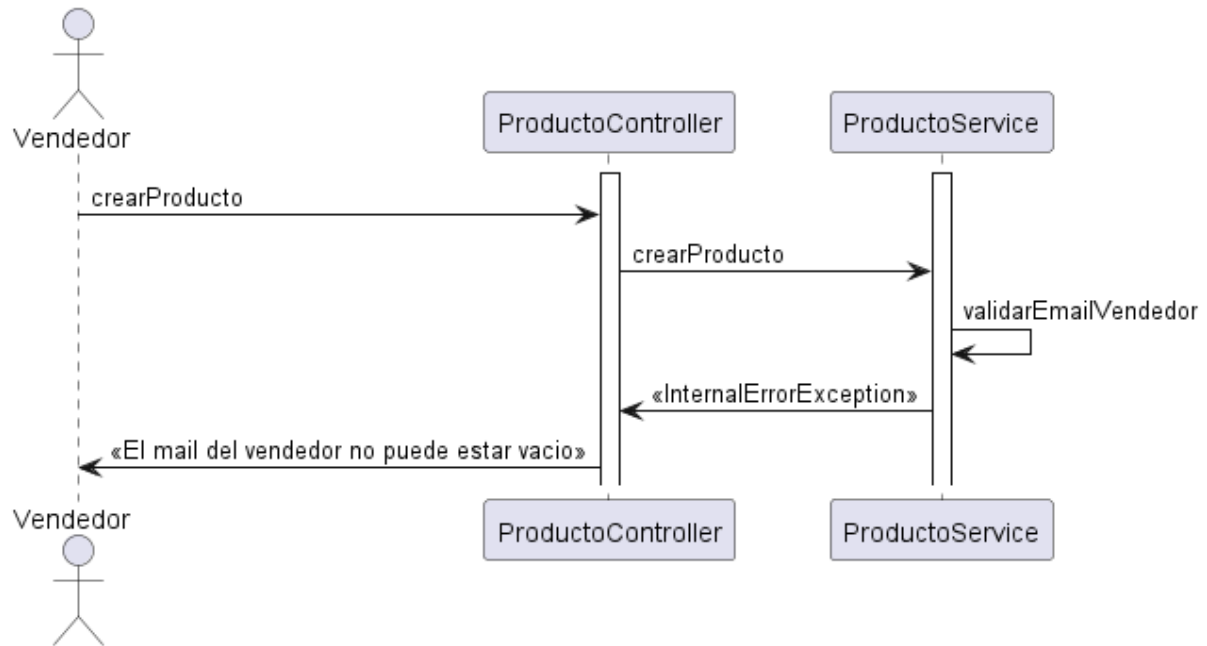 Vendedor
ProductoController
ProductoService
crearProducto
crearProducto
validarEmailVendedor
«InternalErrorException»
«El mail del vendedor no puede estar vacio»
Vendedor
ProductoController
ProductoService